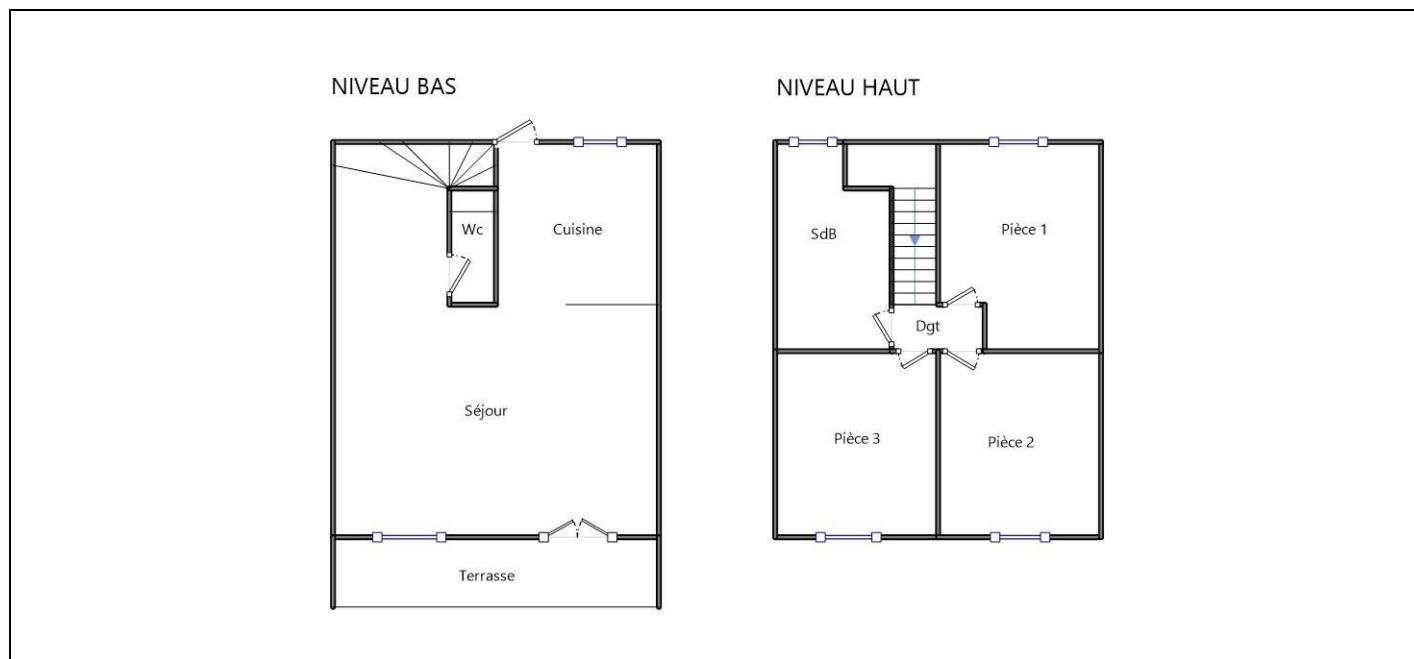 NIVEAU BAS
Wc
Cuisine
Séjour
Terrasse
NIVEAU HAUT
SdB
Pièce 1
Dgt
Pièce 3
Pièce 2